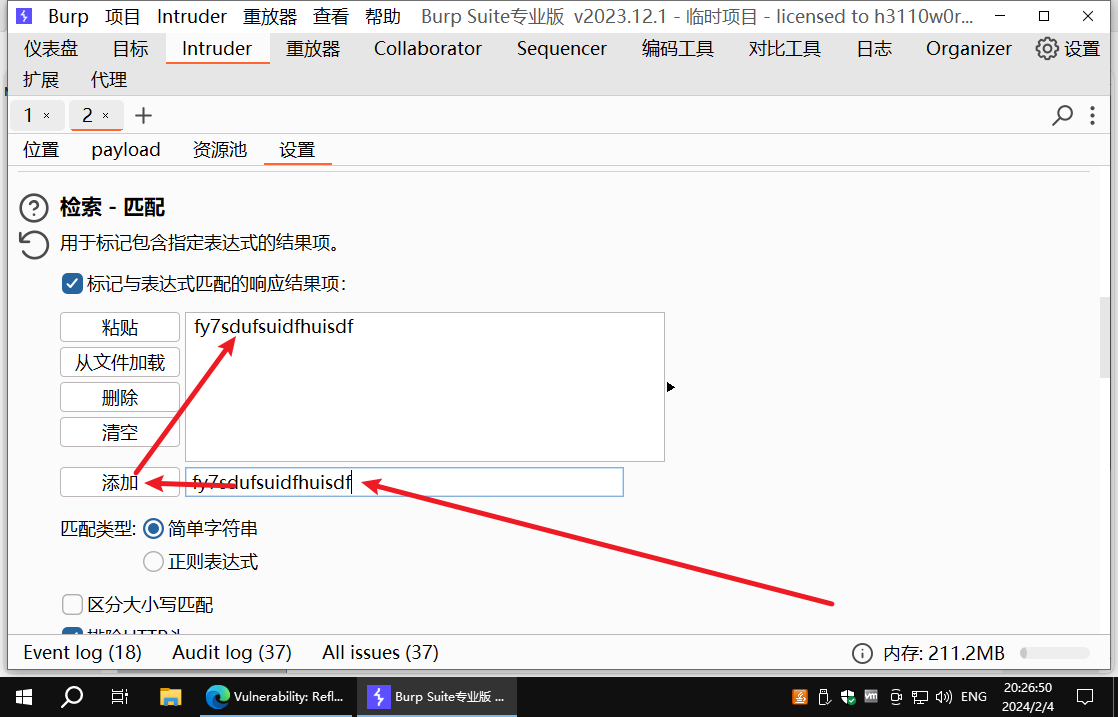 Burp 项目 Intruder 重放器 查看 帮助 Burp Suite专业版 v2023.12.1 - 临时项目 - licensed to h3110w0r...
仪表盘 目标 Intruder 重放器 Collaborator Sequencer 编码工具 对比工具 日志 Organizer 设置
扩展 代理
1 × 2 × +
位置 payload 资源池 设置
检索 - 匹配
用于标记包含指定表达式的结果项。
标记与表达式匹配的响应结果项:
粘贴 fy7sdufsuidfhuisdf
从文件加载
删除
清空
添加 fy7sdufsuidfhuisdf
匹配类型: 简单字符串
正则表达式
区分大小写匹配
排除HTTP头
Event log (18) Audit log (37) All issues (37) 内存: 211.2MB
Vulnerability: Refl... Burp Suite专业版 ... ENG 20:26:50
2024/2/4